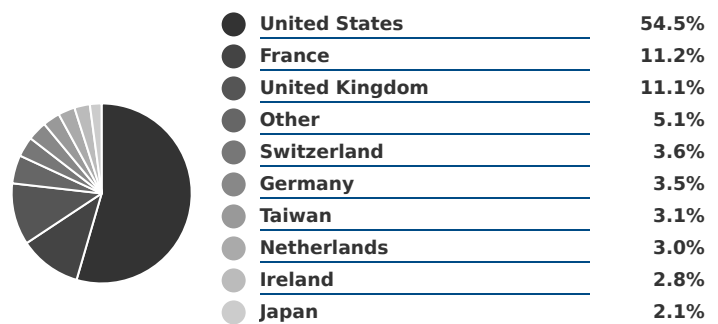 United States 54.5%
France 11.2%
United Kingdom 11.1%
Other 5.1%
Switzerland 3.6%
Germany 3.5%
Taiwan 3.1%
Netherlands 3.0%
Ireland 2.8%
Japan 2.1%